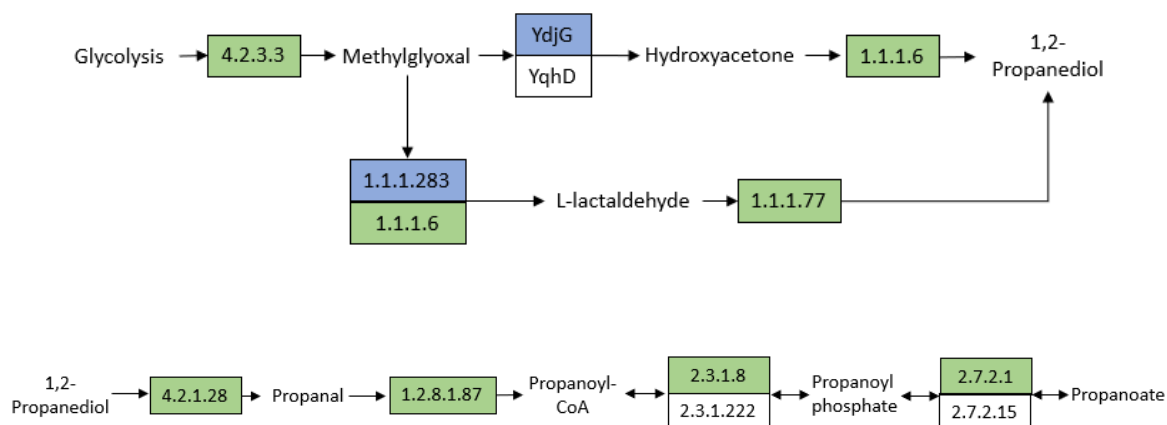 Glycolysis
4.2.3.3
Methylglyoxal
YdjG
YqhD
Hydroxyacetone
1.1.1.6
1,2-
Propanediol
1.1.1.283
1.1.1.6
L-lactaldehyde
1.1.1.77
1,2-
Propanediol
4.2.1.28
Propanal
1.2.8.1.87
Propanoyl-
CoA
2.3.1.8
2.3.1.222
Propanoyl
phosphate
2.7.2.1
2.7.2.15
Propanoate